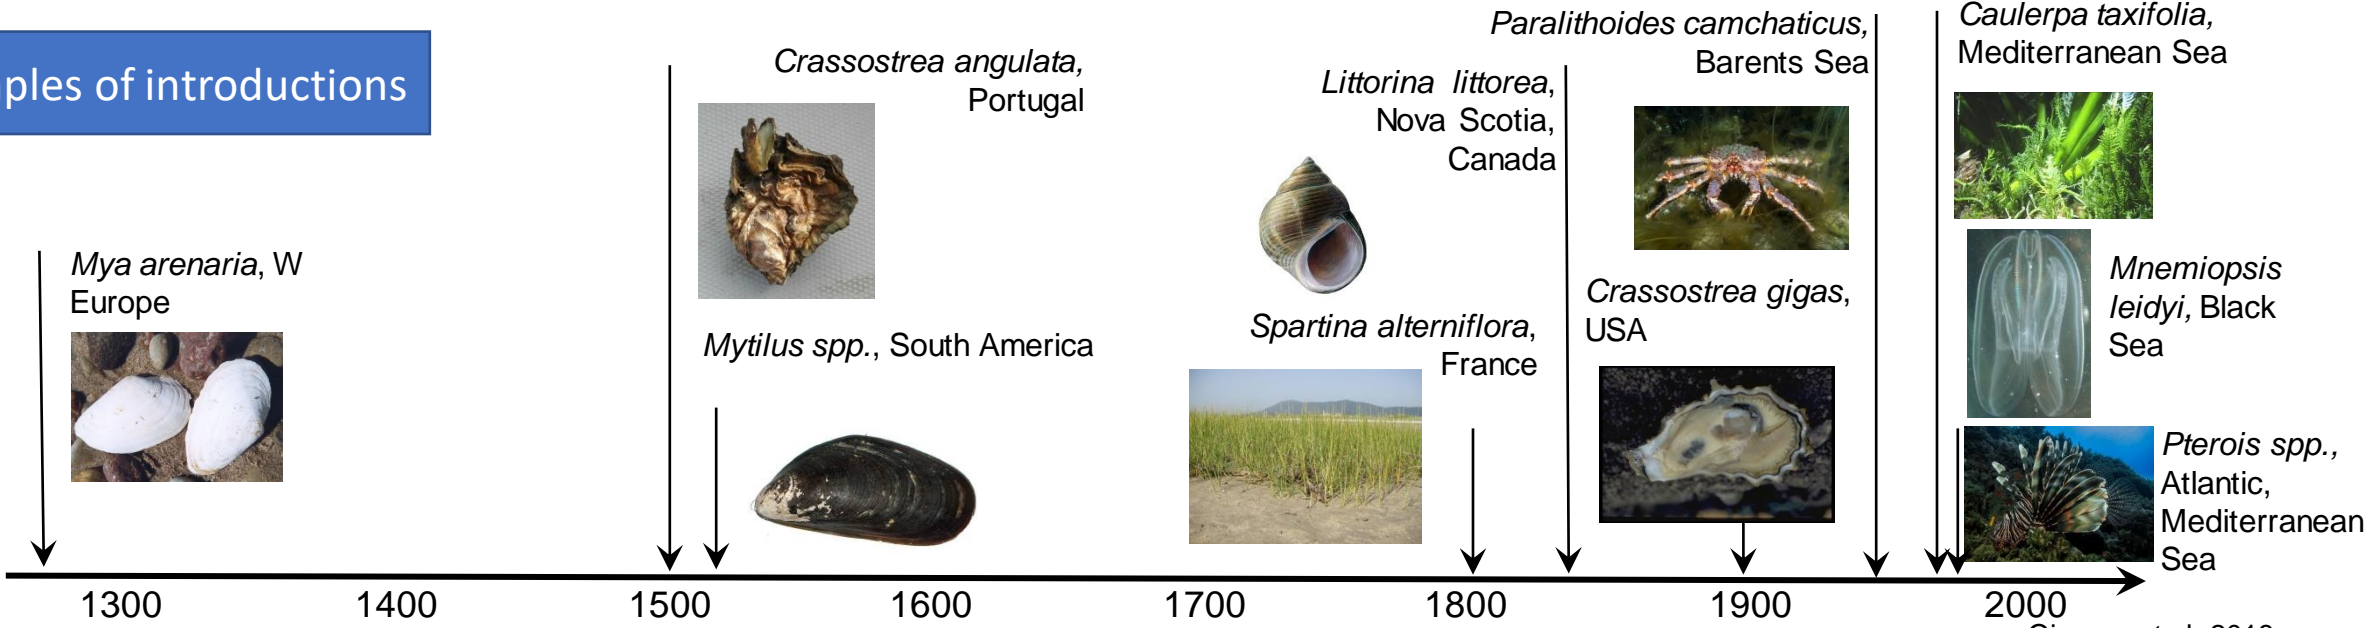 ples of introductions
Mya arenaria, W
Europe
Crassostrea angulata,
Portugal
Mytilus spp., South America
Littorina littorea,
Nova Scotia,
Canada
Spartina alterniflora,
France
Paralithoides camchaticus,
Barents Sea
Crassostrea gigas,
USA
Caulerpa taxifolia,
Mediterranean Sea
Mnemiopsis
leidyi, Black
Sea
Pterois spp.,
Atlantic,
Mediterranean
Sea
1300 1400 1500 1600 1700 1800 1900 2000